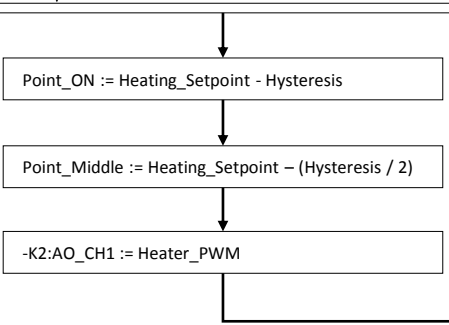 Point_ON := Heating_Setpoint - Hysteresis
Point_Middle := Heating_Setpoint – (Hysteresis / 2)
-K2:AO_CH1 := Heater_PWM